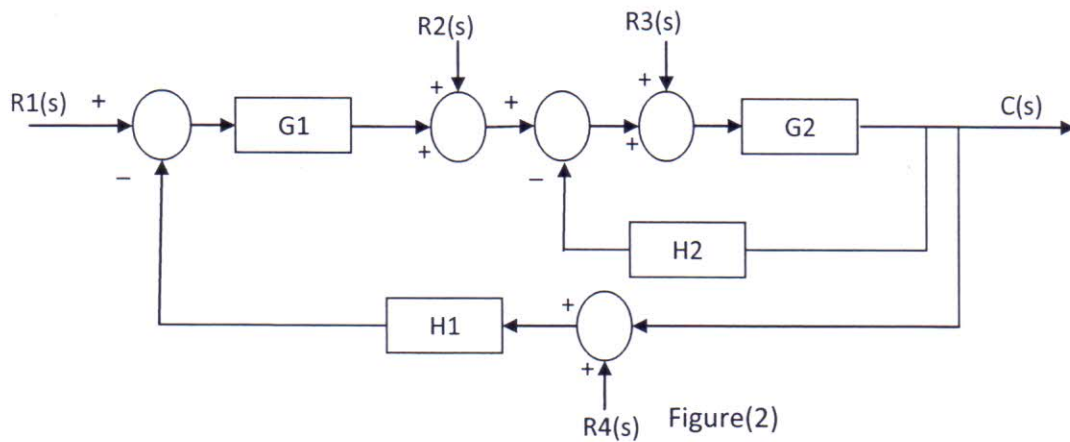 R2(s)
R3(s)
R1(s)
+
+
+
+
+
G1
G2
C(s)
+
+
−
−
H2
+
H1
+
R4(s)
Figure(2)